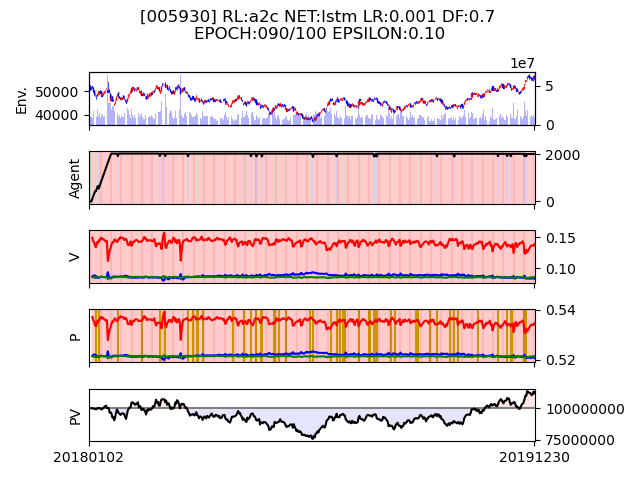 [005930] RL:a2c NET:lstm LR:0.001 DF:0.7
EPOCH:090/100 EPSILON:0.10
1e7
Env.
50000
40000
5
0
Agent
2000
0
V
0.15
0.10
P
0.54
0.52
PV
100000000
75000000
20180102
20191230